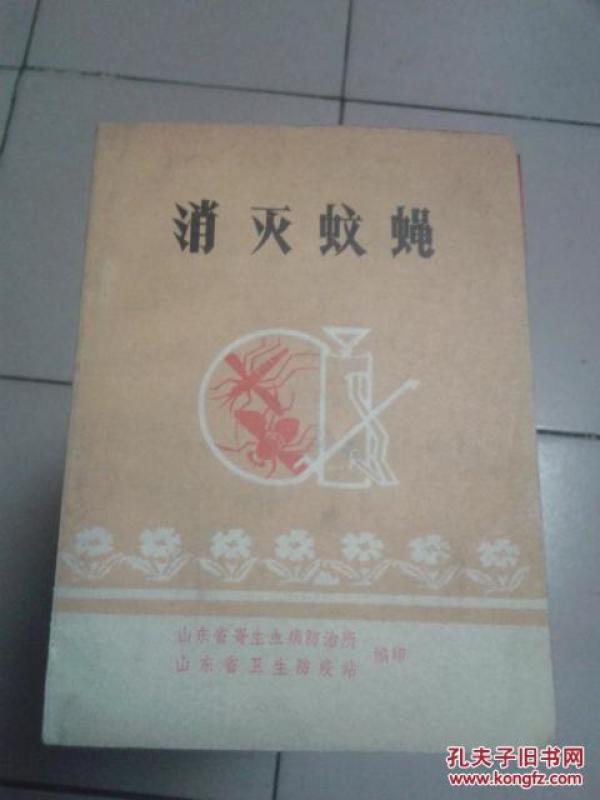 消灭蚊蝇
山东省寄生虫病防治所
山东省卫生防疫站
编印
孔夫子旧书网
www.kongfz.com